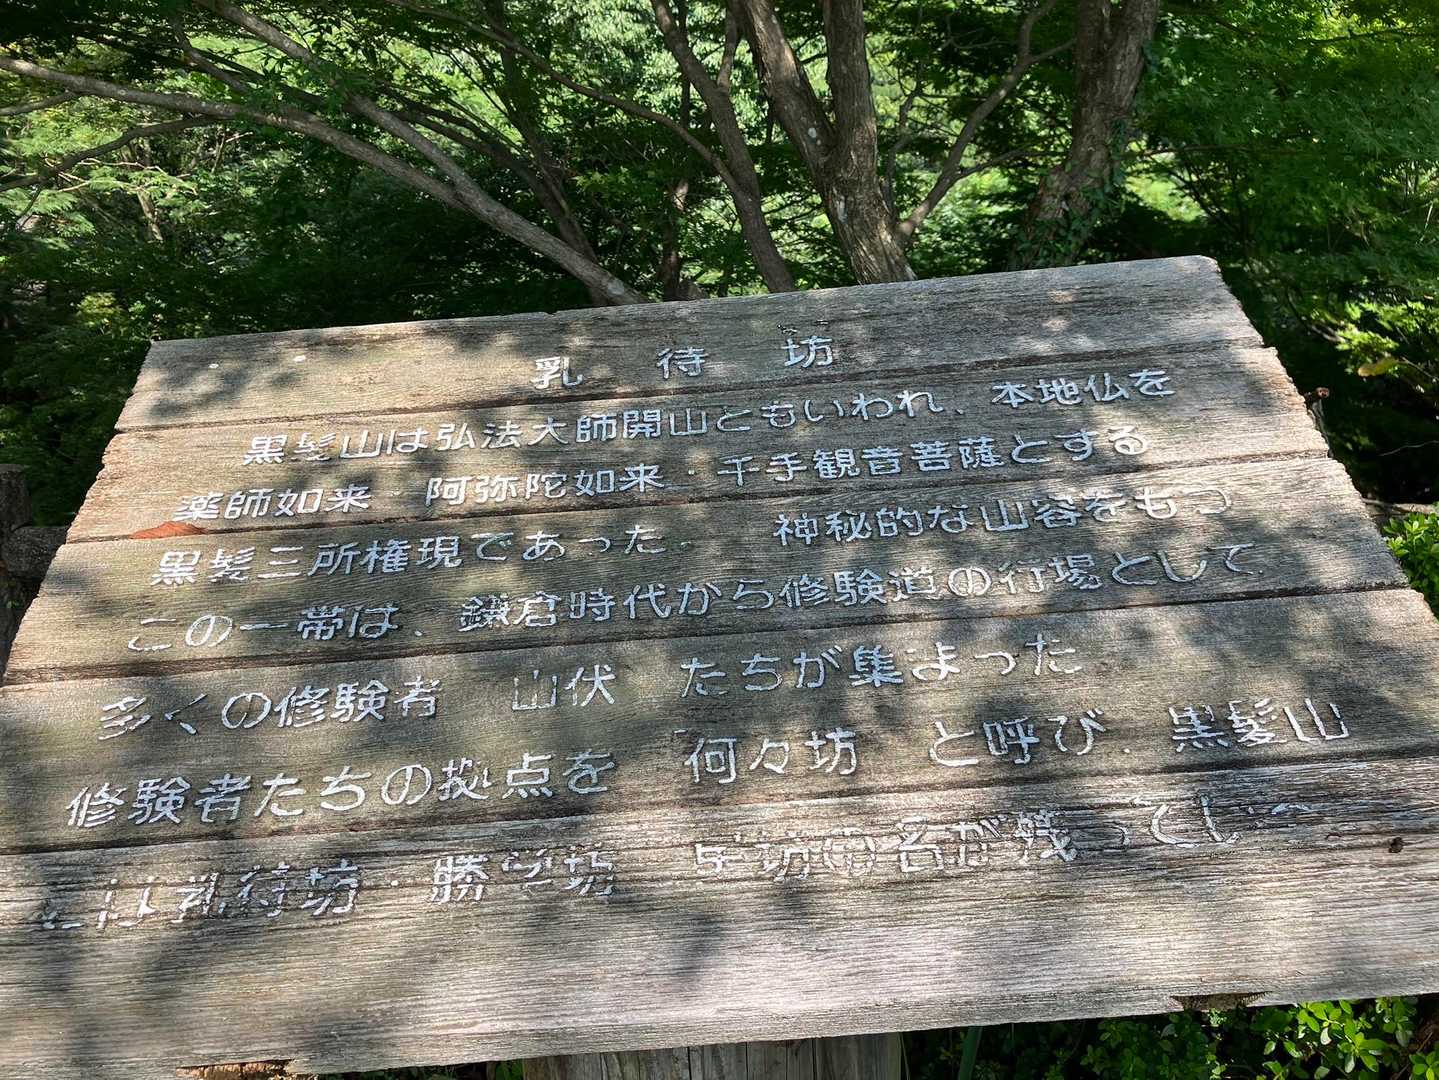 乳待坊
黒髪山は弘法大師開山ともいわれ、本地仏を
薬師如来・阿弥陀如来・千手観音菩薩とする
黒髪三所権現であった。 神秘的な山容をもつ
この一帯は、鎌倉時代から修験道の行場として
多くの修験者 山伏 たちが集まった
修験者たちの拠点を 何々坊 と呼び、黒髪山
には乳待坊・勝学坊 坊の名が残ってい